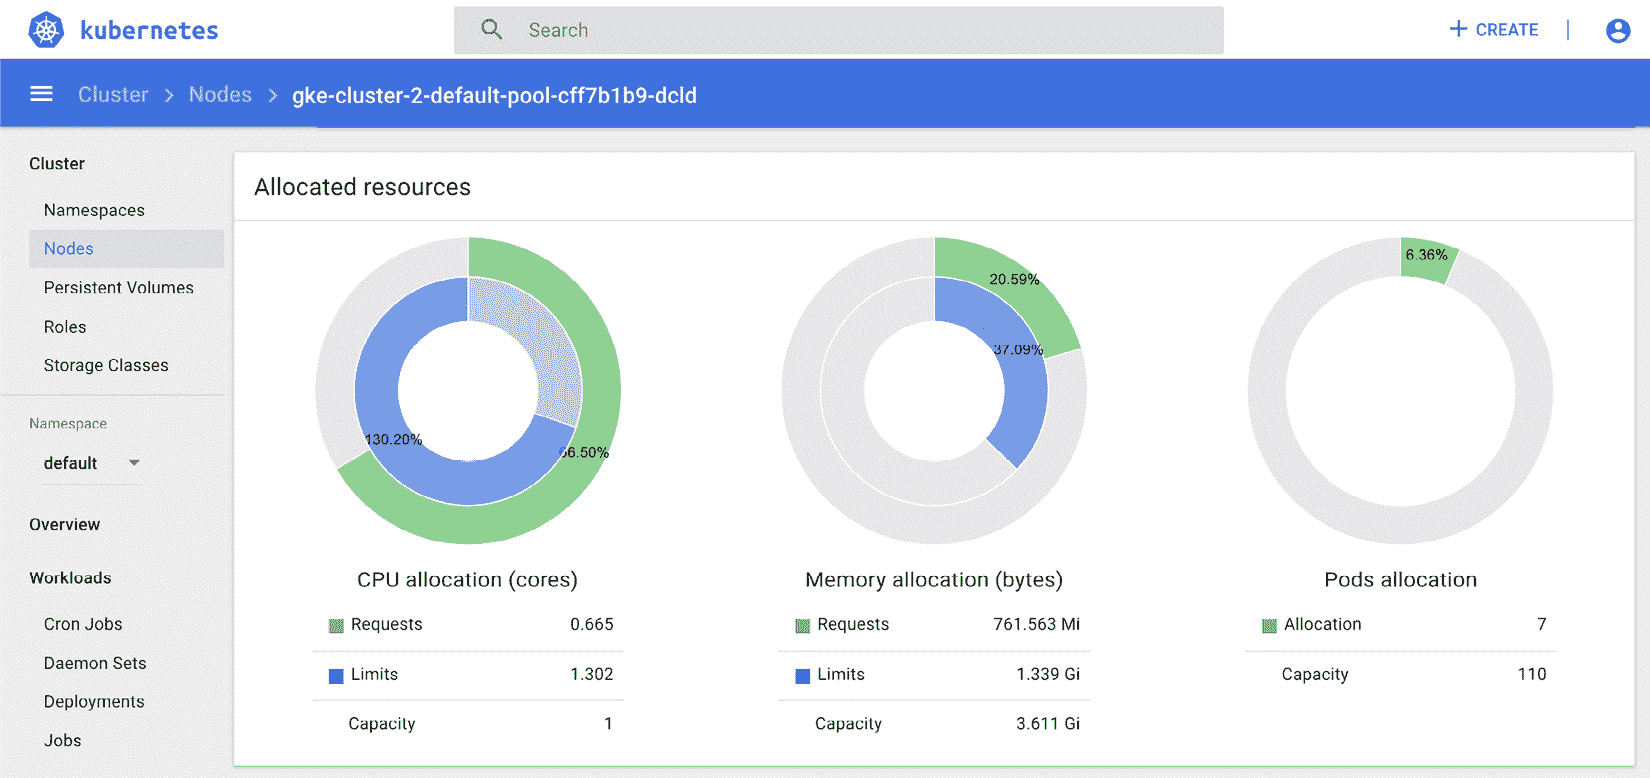 kubernetes
Search
+ CREATE
Cluster > Nodes > gke-cluster-2-default-pool-cff7b1b9-dcld
Cluster
Namespaces
Nodes
Persistent Volumes
Roles
Storage Classes
Namespace
default
Overview
Workloads
Cron Jobs
Daemon Sets
Deployments
Jobs
Allocated resources
130.20%
66.50%
CPU allocation (cores)
Requests 0.665
Limits 1.302
Capacity 1
20.59%
37.09%
Memory allocation (bytes)
Requests 761.563 Mi
Limits 1.339 Gi
Capacity 3.611 Gi
6.36%
Pods allocation
Allocation 7
Capacity 110